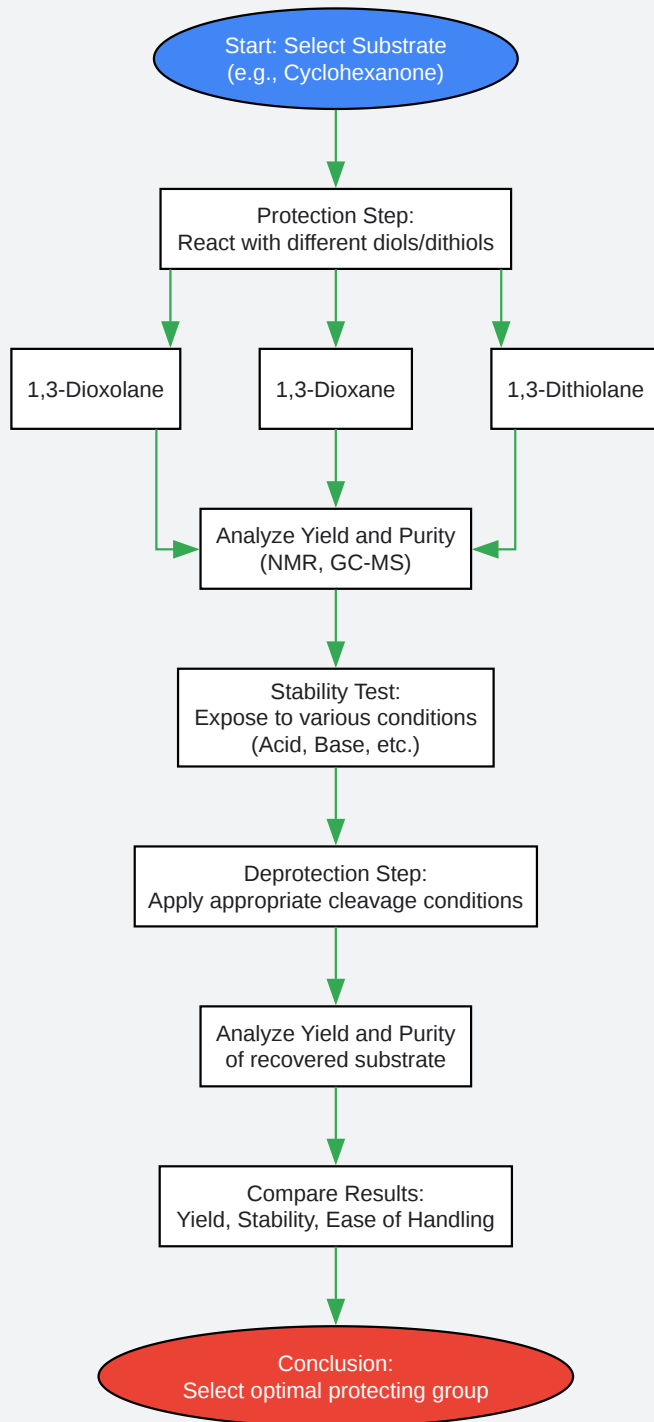 Start: Select Substrate
(e.g., Cyclohexanone)
Protection Step:
React with different diols/dithiols
1,3-Dioxolane
1,3-Dioxane
1,3-Dithiolane
Analyze Yield and Purity
(NMR, GC-MS)
Stability Test:
Expose to various conditions
(Acid, Base, etc.)
Deprotection Step:
Apply appropriate cleavage conditions
Analyze Yield and Purity
of recovered substrate
Compare Results:
Yield, Stability, Ease of Handling
Conclusion:
Select optimal protecting group